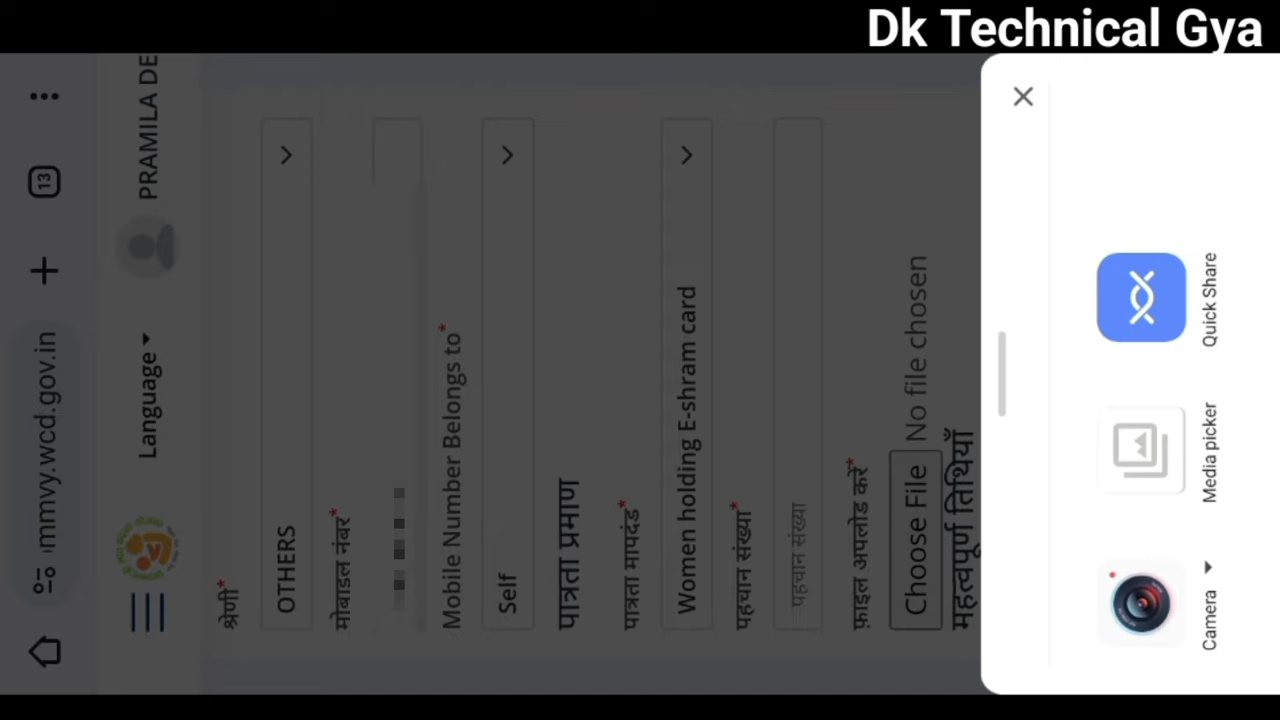 Dk Technical Gya
13
mmvy.wcd.gov.in
Language
PRAMILA DE
श्रेणी*
OTHERS
मोबाइल नंबर*
Mobile Number Belongs to*
Self
पात्रता प्रमाण
पात्रता मापदंड*
Women holding E-shram card
पहचान संख्या*
पहचान संख्या
फ़ाइल अपलोड करें*
Choose File No file chosen
महत्वपूर्ण तिथियाँ
Camera
Media picker
Quick Share